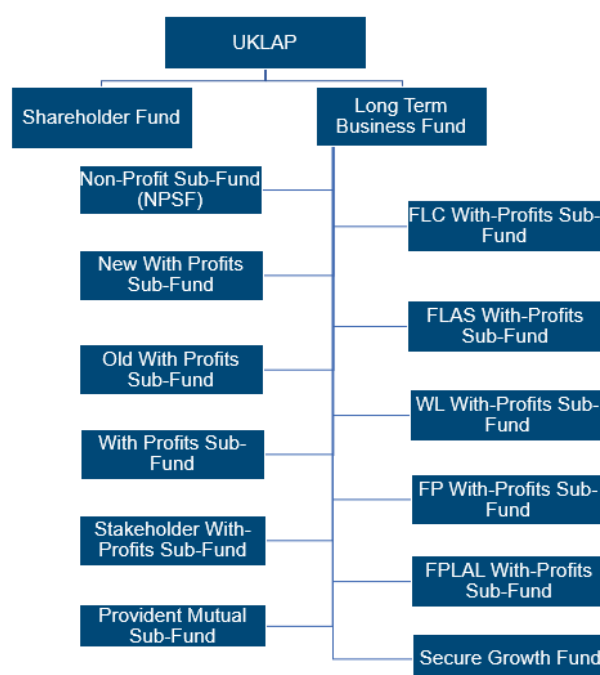 UKLAP
Shareholder Fund
Long Term
Business Fund
Non-Profit Sub-Fund
(NPSF)
New With Profits
Sub-Fund
Old With Profits
Sub-Fund
With Profits Sub-
Fund
Stakeholder With-
Profits Sub-Fund
Provident Mutual
Sub-Fund
FLC With-Profits Sub-
Fund
FLAS With-Profits
Sub-Fund
WL With-Profits Sub-
Fund
FP With-Profits Sub-
Fund
FPLAL With-Profits
Sub-Fund
Secure Growth Fund